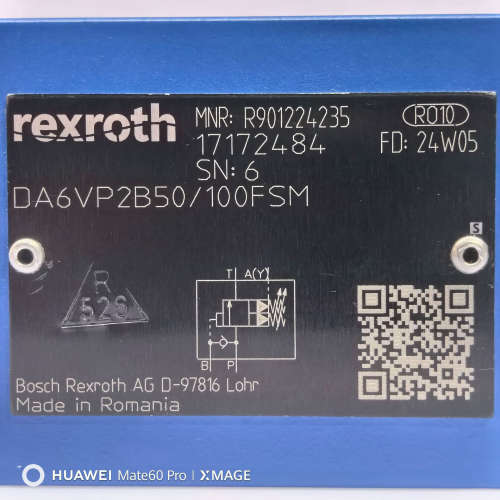 rexroth
MNR: R901224235
RO10
17172484
FD: 24W05
SN: 6
DA6VP2B50/100FSM
S
R
526
T A(Y)
B P
Bosch Rexroth AG D-97816 Lohr
Made in Romania
HUAWEI Mate60 Pro | XMAGE